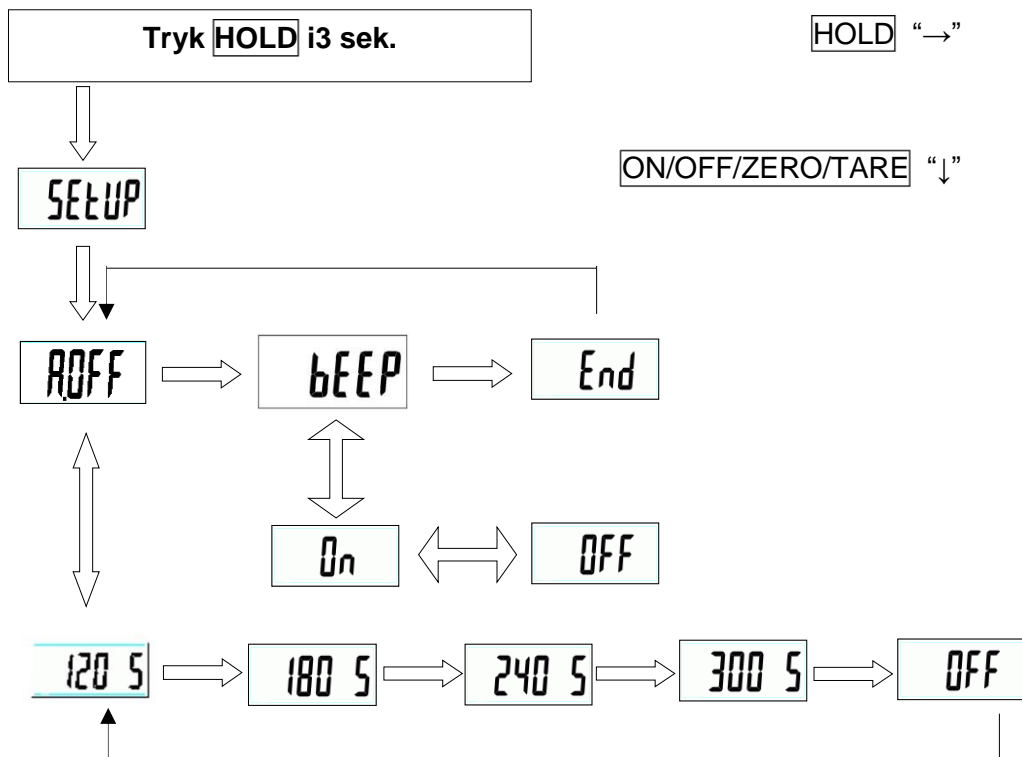 Tryk HOLD i3 sek.
HOLD “→”
ON/OFF/ZERO/TARE “↓”
SEtUP
A.OFF
bEEP
End
On
OFF
120 S
180 S
240 S
300 S
OFF